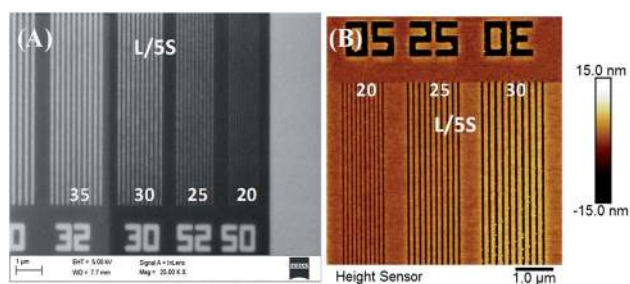 (A)
L/5S
35 30 25 20
32 30 52 50
1 µm
EHT = 5.00 kV
Signal A = InLens
WD = 7.7 mm
Mag = 25.00 K X
ZEISS
(B)
50 25 0E
20 25 30
L/5S
15.0 nm
-15.0 nm
Height Sensor
1.0 µm